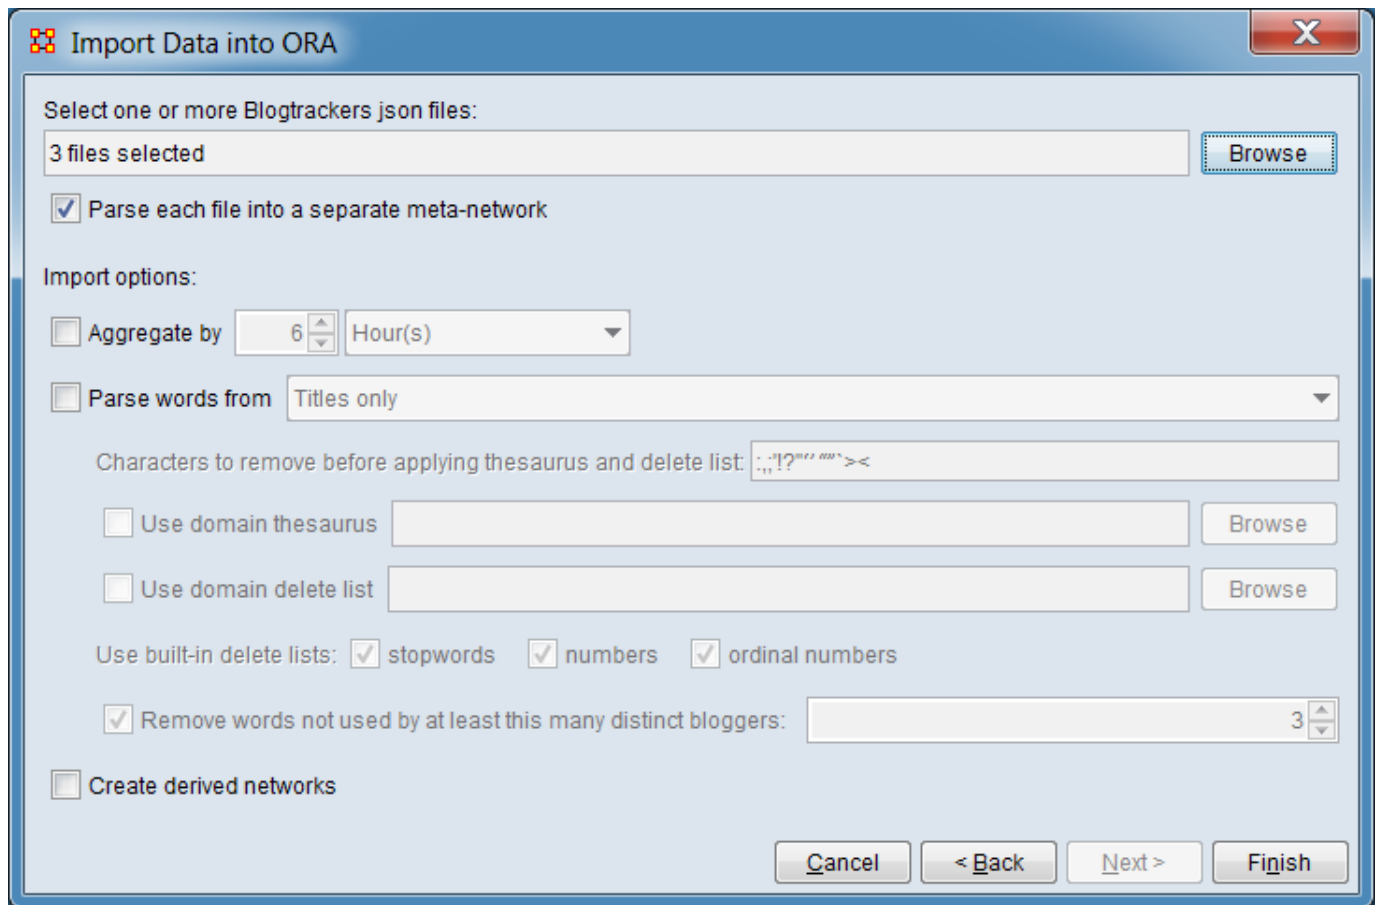 Import Data into ORA
Select one or more Blogtrackers json files:
3 files selected Browse
Parse each file into a separate meta-network
Import options:
Aggregate by 6 Hour(s)
Parse words from Titles only
Characters to remove before applying thesaurus and delete list:
Use domain thesaurus Browse
Use domain delete list Browse
Use built-in delete lists: stopwords numbers ordinal numbers
Remove words not used by at least this many distinct bloggers: 3
Create derived networks
Cancel < Back Next > Finish